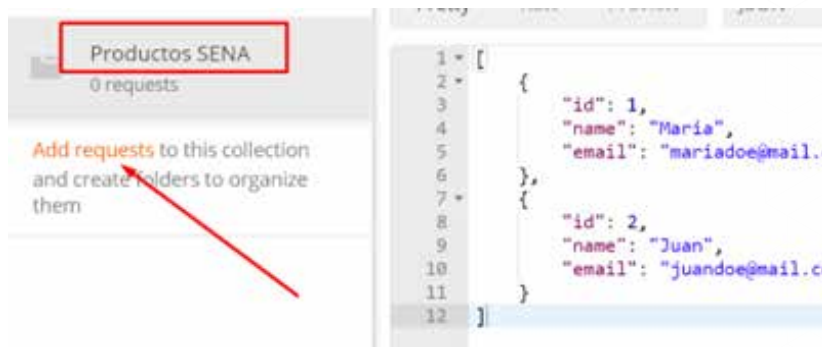 Productos SENA
0 requests
Add requests to this collection
and create folders to organize
them
1 [
2 {
3 "id": 1,
4 "name": "Maria",
5 "email": "mariadoe@mail.
6 },
7 {
8 "id": 2,
9 "name": "Juan",
10 "email": "juandoe@mail.c
11 }
12 ]